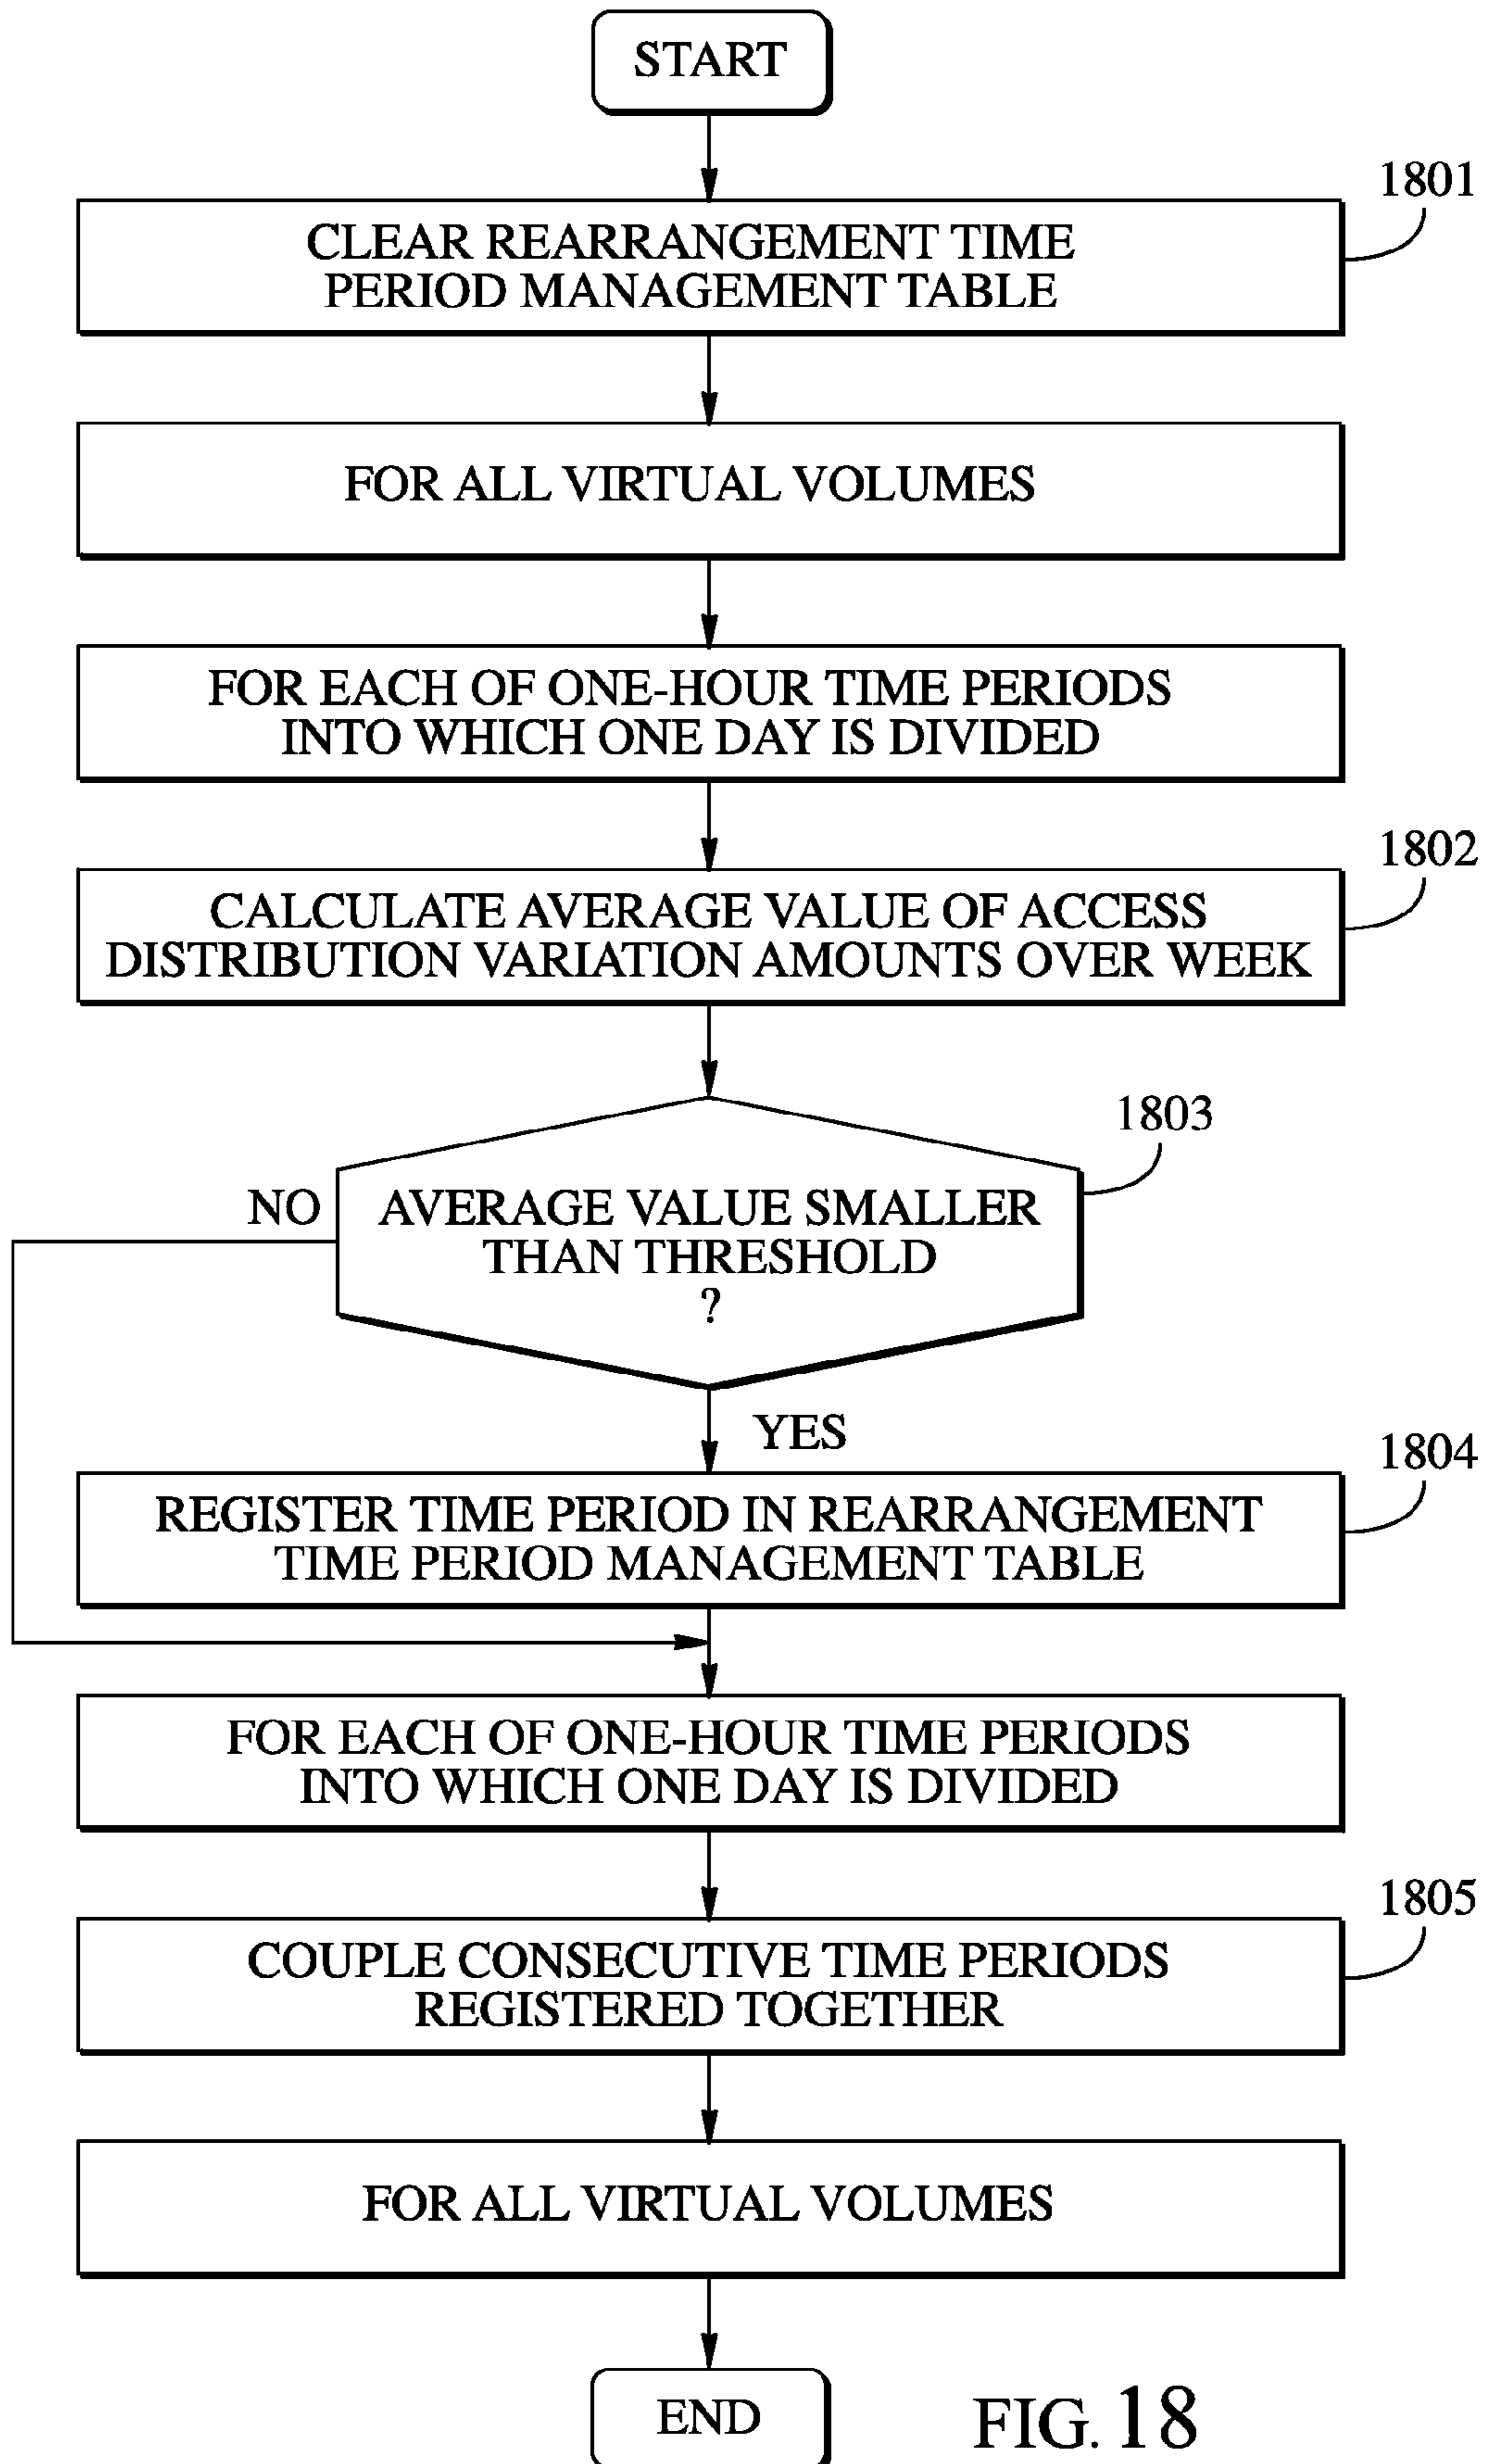 START
1801
CLEAR REARRANGEMENT TIME
PERIOD MANAGEMENT TABLE
FOR ALL VIRTUAL VOLUMES
FOR EACH OF ONE-HOUR TIME PERIODS
INTO WHICH ONE DAY IS DIVIDED
1802
CALCULATE AVERAGE VALUE OF ACCESS
DISTRIBUTION VARIATION AMOUNTS OVER WEEK
1803
NO
AVERAGE VALUE SMALLER
THAN THRESHOLD
?
YES
1804
REGISTER TIME PERIOD IN REARRANGEMENT
TIME PERIOD MANAGEMENT TABLE
FOR EACH OF ONE-HOUR TIME PERIODS
INTO WHICH ONE DAY IS DIVIDED
1805
COUPLE CONSECUTIVE TIME PERIODS
REGISTERED TOGETHER
FOR ALL VIRTUAL VOLUMES
END
FIG. 18